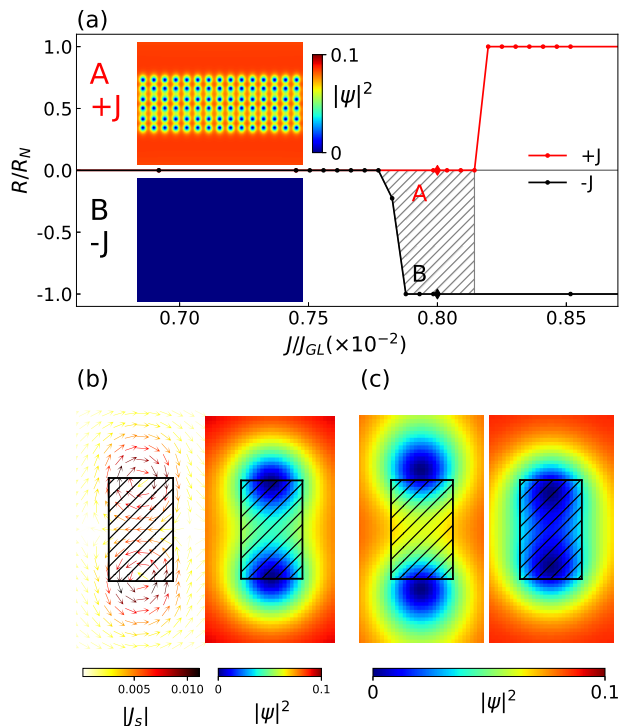 (a)
1.0
0.5
0.0
-0.5
-1.0
R/R_N
A
+J
B
-J
0.1
|ψ|^2
0
+J
-J
A
B
0.70
0.75
0.80
0.85
J/J_{GL}(×10^{-2})
(b)
(c)
0.005
0.010
|J_s|
0
0.1
|ψ|^2
0
0.1
|ψ|^2